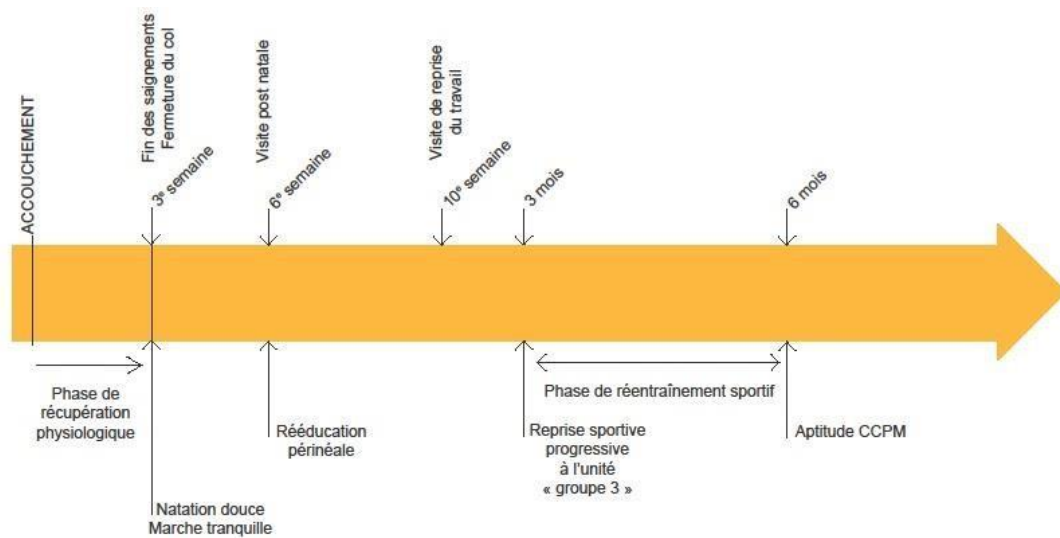 ACCOUCHEMENT
Fin des saignements
Fermeture du col
3e semaine
Visite post natale
6e semaine
Visite de reprise
du travail
10e semaine
3 mois
6 mois
Phase de
récupération
physiologique
Natation douce
Marche tranquille
Rééducation
périnéale
Phase de réentraînement sportif
Reprise sportive
progressive
à l'unité
« groupe 3 »
Aptitude CCPM